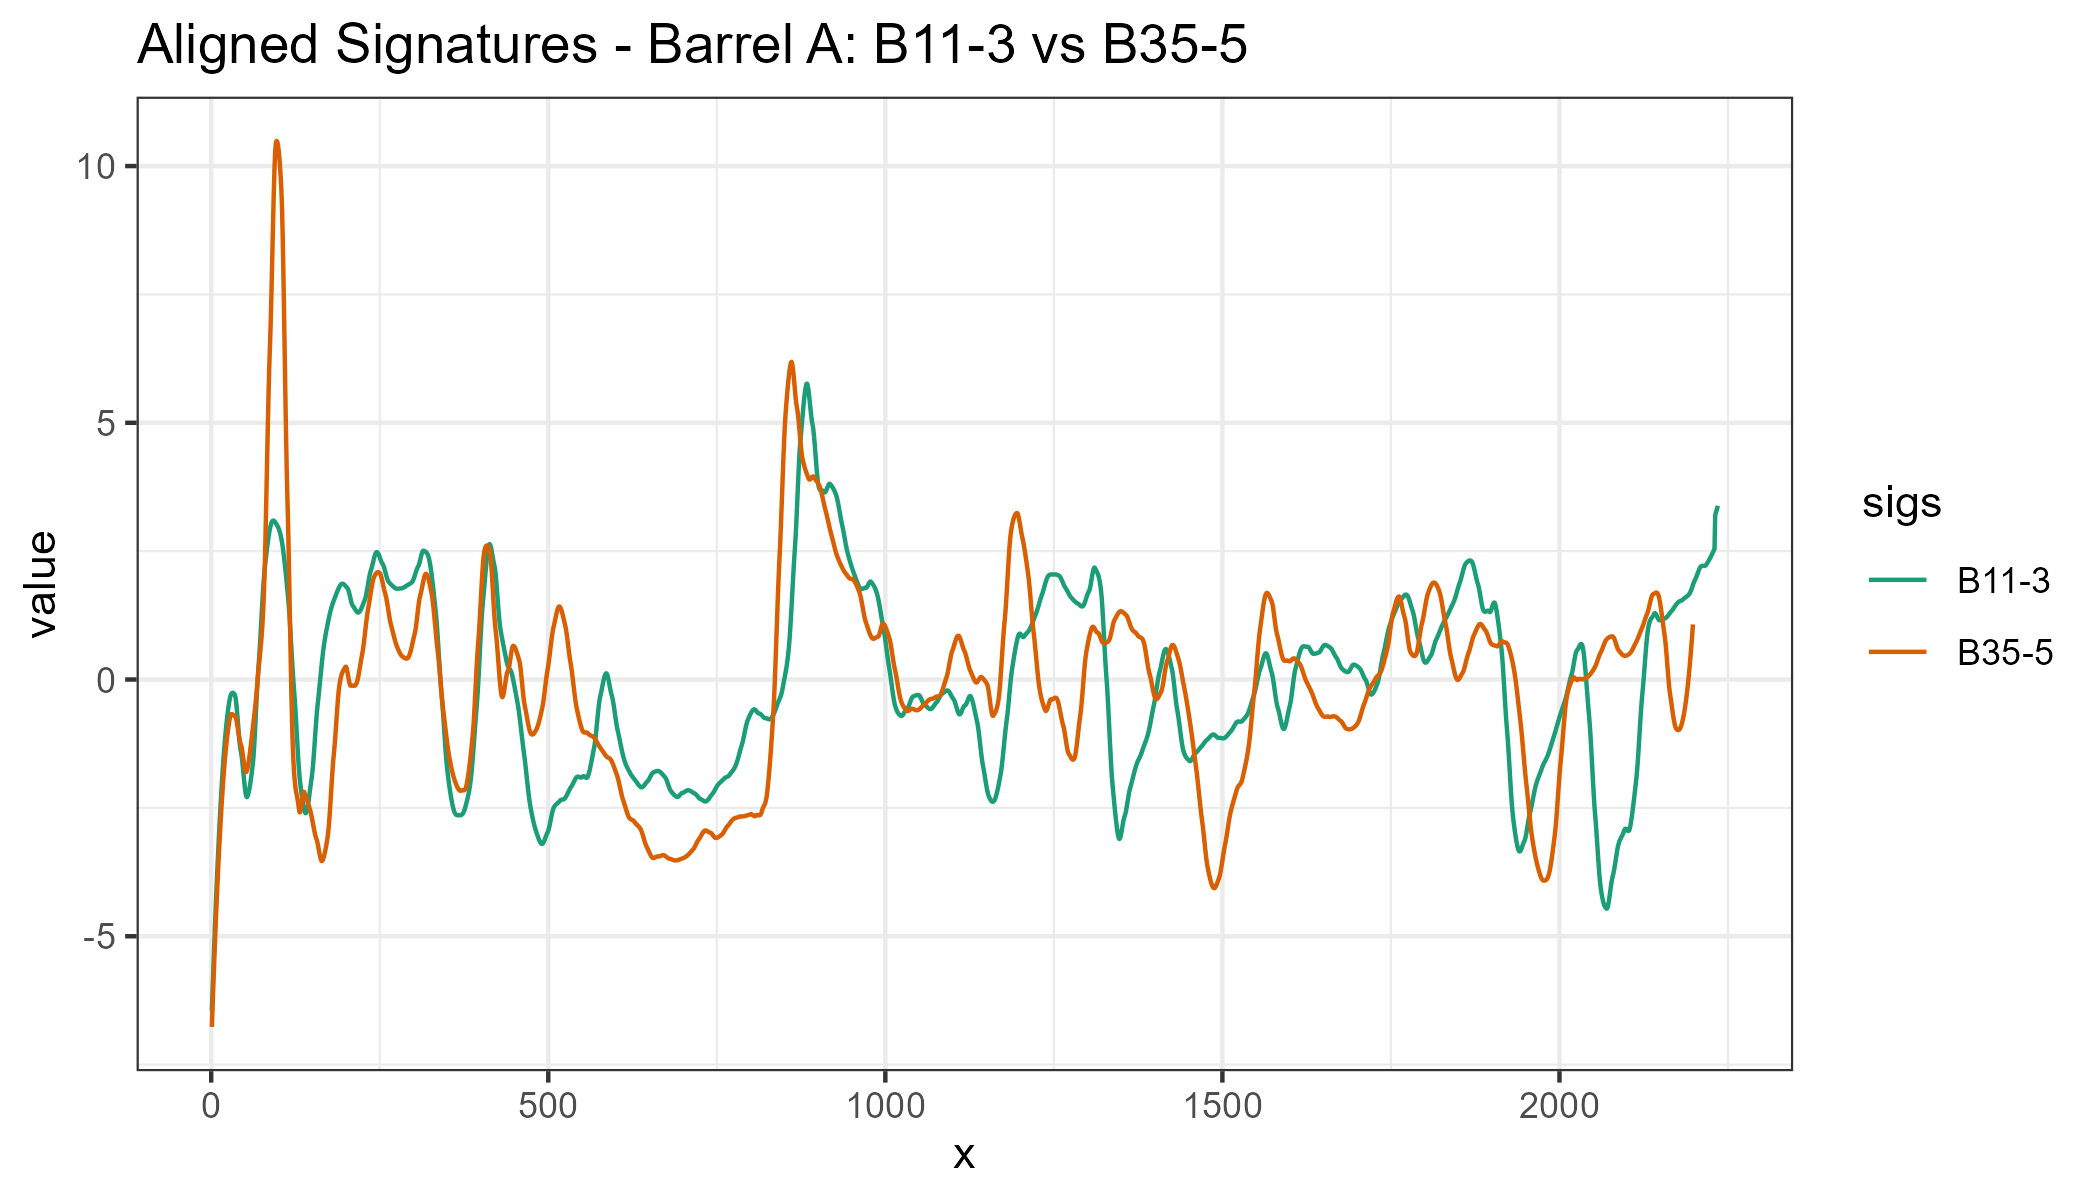 Aligned Signatures - Barrel A: B11-3 vs B35-5
value
10
5
0
-5
0 500 1000 1500 2000
x
sigs
B11-3
B35-5